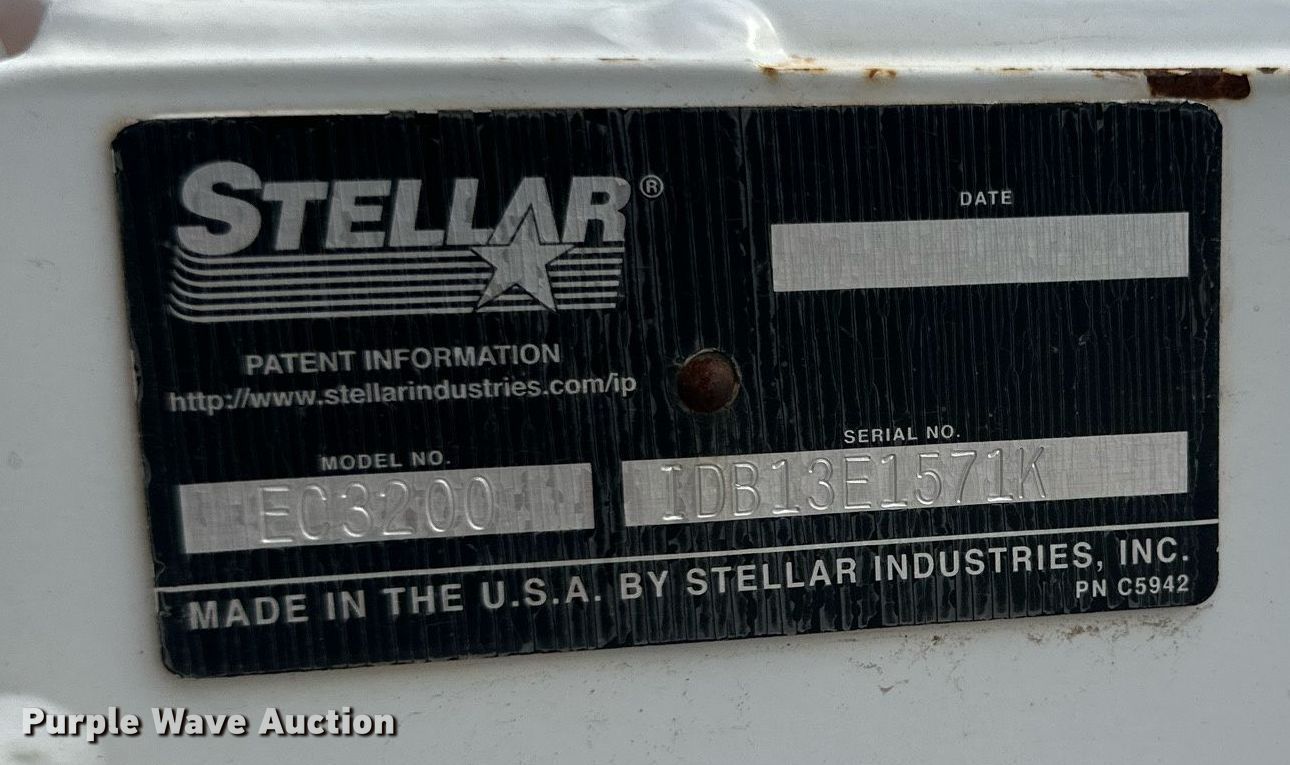 STELLAR®
DATE
PATENT INFORMATION
http://www.stellarindustries.com/ip
MODEL NO.
EC3200
SERIAL NO.
IDB13E1571K
MADE IN THE U.S.A. BY STELLAR INDUSTRIES, INC.
PN C5942
Purple Wave Auction